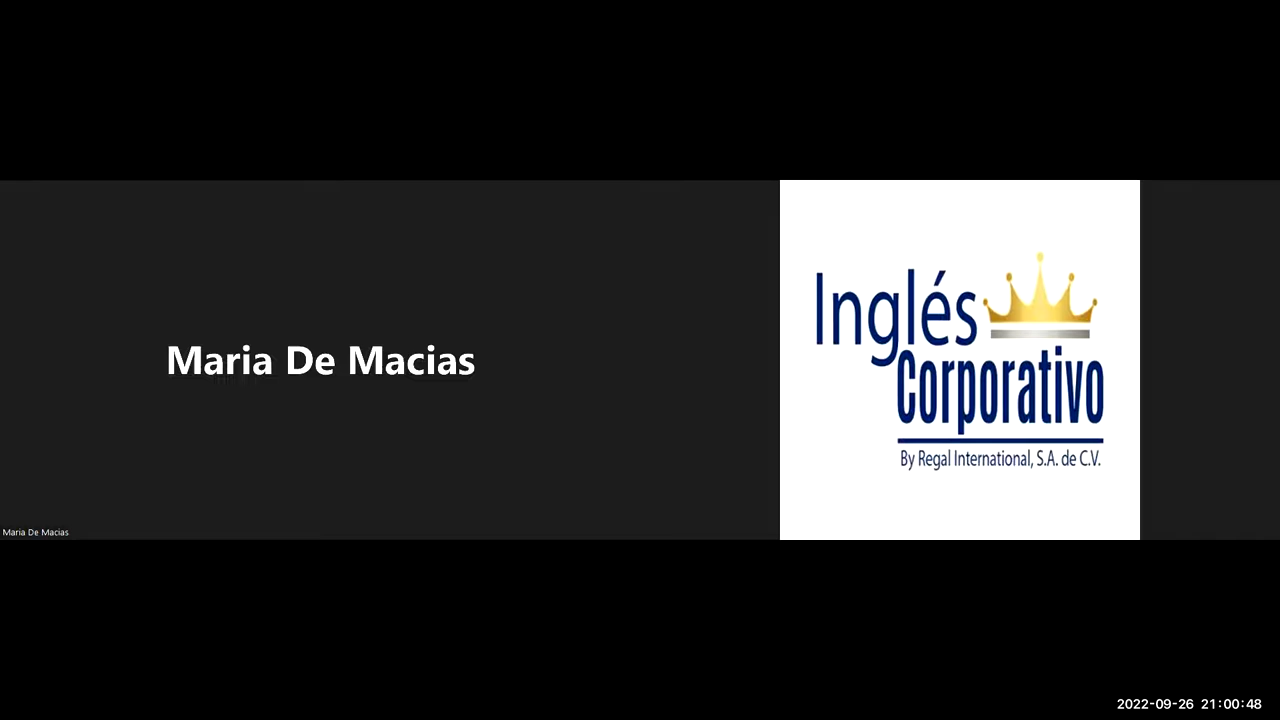 Maria De Macias
Maria De Macias
Inglés
Corporativo
By Regal International, S.A. de C.V.
2022-09-26 21:00:48